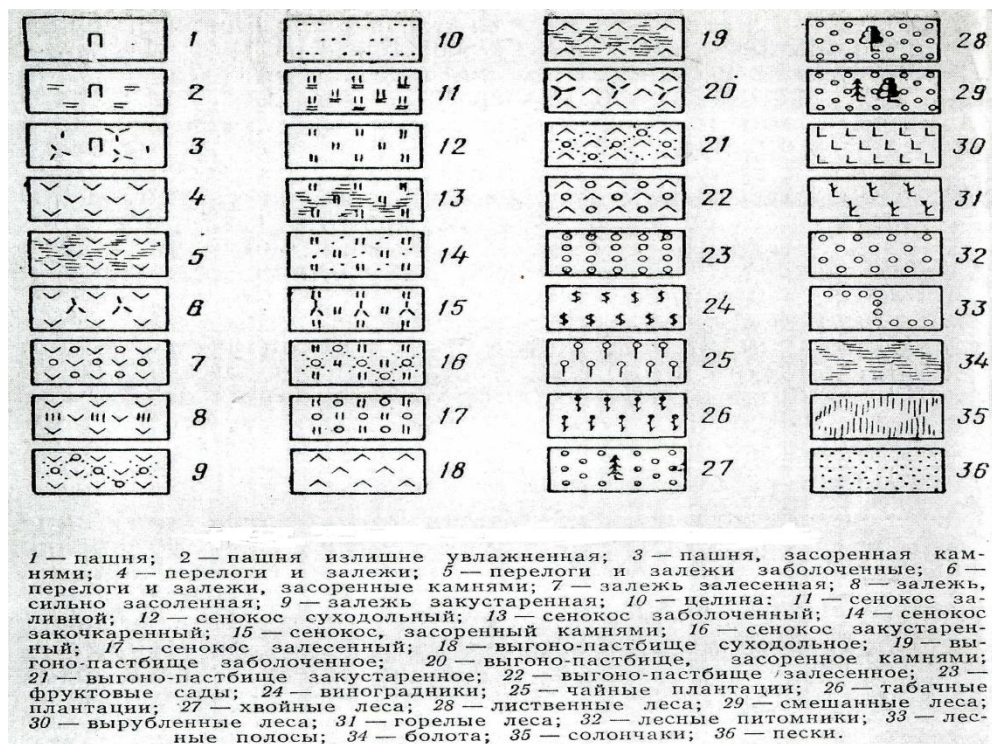 1 10 19 28
2 11 20 29
3 12 21 30
4 13 22 31
5 14 23 32
6 15 24 33
7 16 25 34
8 17 26 35
9 18 27 36
1 — пашня; 2 — пашня излишне увлажненная; 3 — пашня, засоренная кам-
нями; 4 — перелоги и залежи; 5 — перелоги и залежи заболоченные; 6 —
перелоги и залежи, засоренные камнями; 7 — залежь залесенная; 8 — залежь,
сильно засоленная; 9 — залежь закустаренная; 10 — целина: 11 — сенокос за-
ливной; 12 — сенокос суходольный; 13 — сенокос заболоченный; 14 — сенокос
закочкаренный; 15 — сенокос, засоренный камнями; 16 — сенокос закустарен-
ный; 17 — сенокос залесенный; 18 — выгоно-пастбище суходольное; 19 — вы-
гоно-пастбище заболоченное; 20 — выгоно-пастбище, засоренное камнями;
21 — выгоно-пастбище закустаренное; 22 — выгоно-пастбище залесенное; 23 —
фруктовые сады; 24 — виноградники; 25 — чайные плантации; 26 — табачные
плантации; 27 — хвойные леса; 28 — лиственные леса; 29 — смешанные леса;
30 — вырубленные леса; 31 — горелые леса; 32 — лесные питомники; 33 — лес-
ные полосы; 34 — болота; 35 — солончаки; 36 — пески.